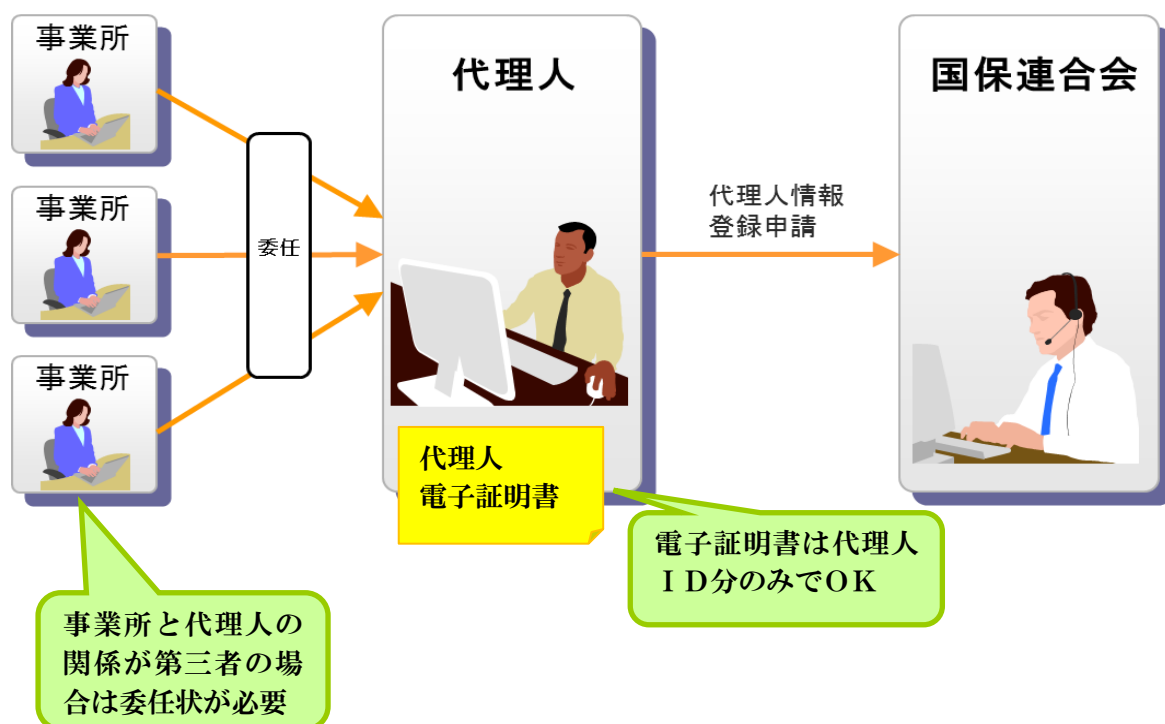 事業所
代理人
国保連合会
事業所
委任
代理人情報
登録申請
事業所
代理人
電子証明書
電子証明書は代理人
ＩＤ分のみでＯＫ
事業所と代理人の
関係が第三者の場
合は委任状が必要